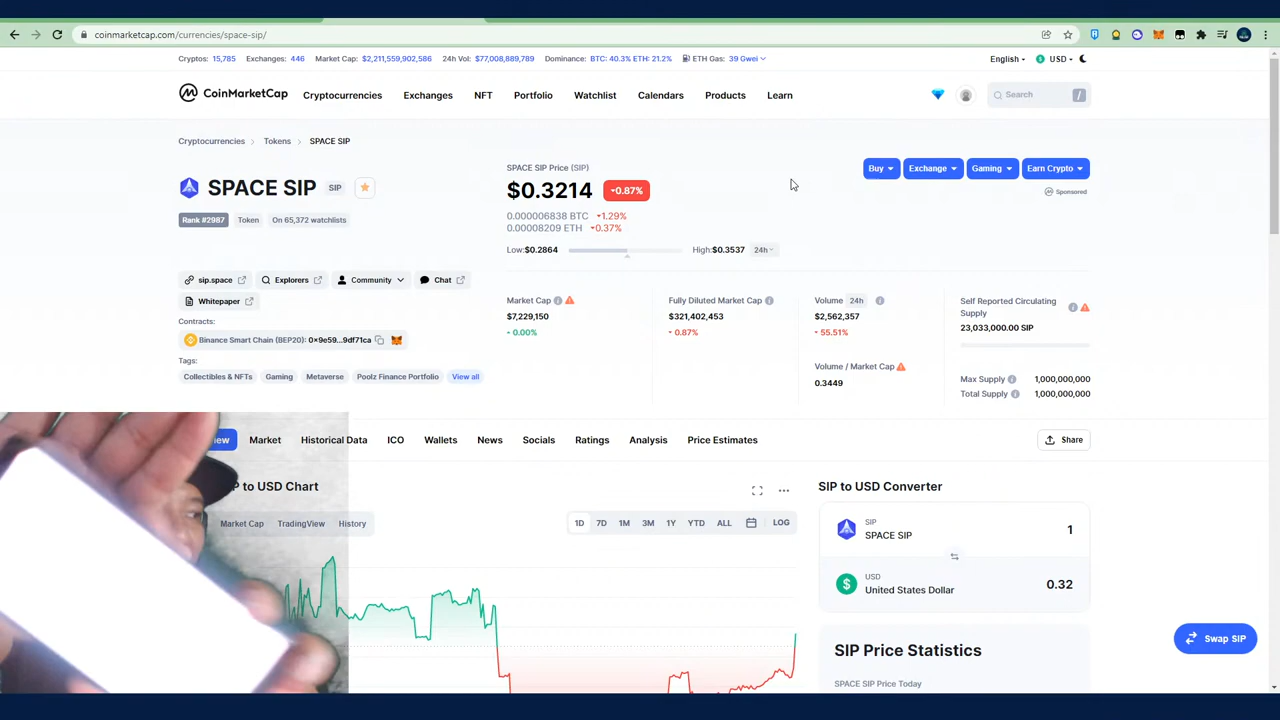 coinmarketcap.com/currencies/space-sip/
Cryptos: 15,785 Exchanges: 446 Market Cap: $2,211,559,902,586 24h Vol: $77,008,889,789 Dominance: BTC: 40.3% ETH: 21.2% ETH Gas: 39 Gwei English USD
CoinMarketCap Cryptocurrencies Exchanges NFT Portfolio Watchlist Calendars Products Learn Search /
Cryptocurrencies > Tokens > SPACE SIP
SPACE SIP Price (SIP)
SPACE SIP SIP
$0.3214 0.87%
Buy Exchange Gaming Earn Crypto
Sponsored
Rank #2987 Token On 65,372 watchlists
0.000006838 BTC 1.29%
0.00008209 ETH 0.37%
Low: $0.2864 High: $0.3537 24h
sip.space Explorers Community Chat
Whitepaper
Contracts:
Binance Smart Chain (BEP20): 0x9e59...9df71ca
Tags:
Collectibles & NFTs Gaming Metaverse Poolz Finance Portfolio View all
Market Cap
$7,229,150
0.00%
Fully Diluted Market Cap
$321,402,453
0.87%
Volume 24h
$2,562,357
55.51%
Volume / Market Cap
0.3449
Self Reported Circulating
Supply
23,033,000.00 SIP
Max Supply 1,000,000,000
Total Supply 1,000,000,000
Market Historical Data ICO Wallets News Socials Ratings Analysis Price Estimates Share
to USD Chart
Market Cap TradingView History
1D 7D 1M 3M 1Y YTD ALL LOG
SIP to USD Converter
SIP
SPACE SIP 1
USD
United States Dollar 0.32
Swap SIP
SIP Price Statistics
SPACE SIP Price Today